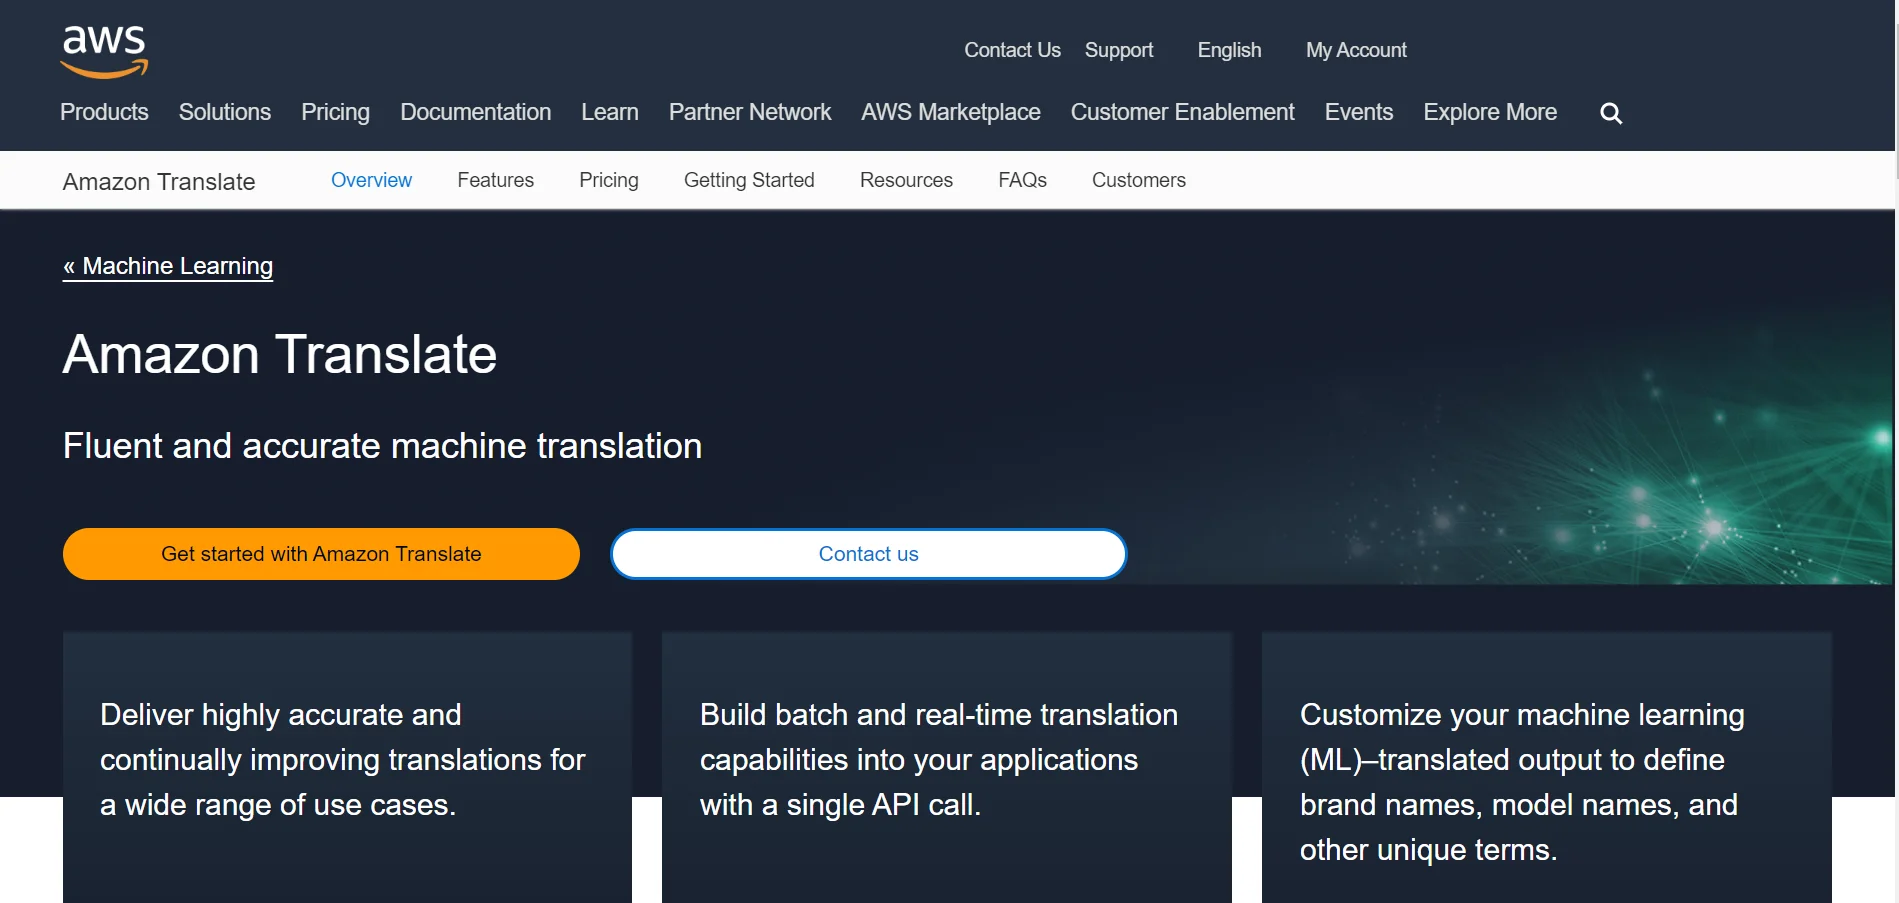 aws
Contact Us Support English My Account
Products Solutions Pricing Documentation Learn Partner Network AWS Marketplace Customer Enablement Events Explore More
Amazon Translate Overview Features Pricing Getting Started Resources FAQs Customers
« Machine Learning
Amazon Translate
Fluent and accurate machine translation
Get started with Amazon Translate
Contact us
Deliver highly accurate and
continually improving translations for
a wide range of use cases.
Build batch and real-time translation
capabilities into your applications
with a single API call.
Customize your machine learning
(ML)–translated output to define
brand names, model names, and
other unique terms.